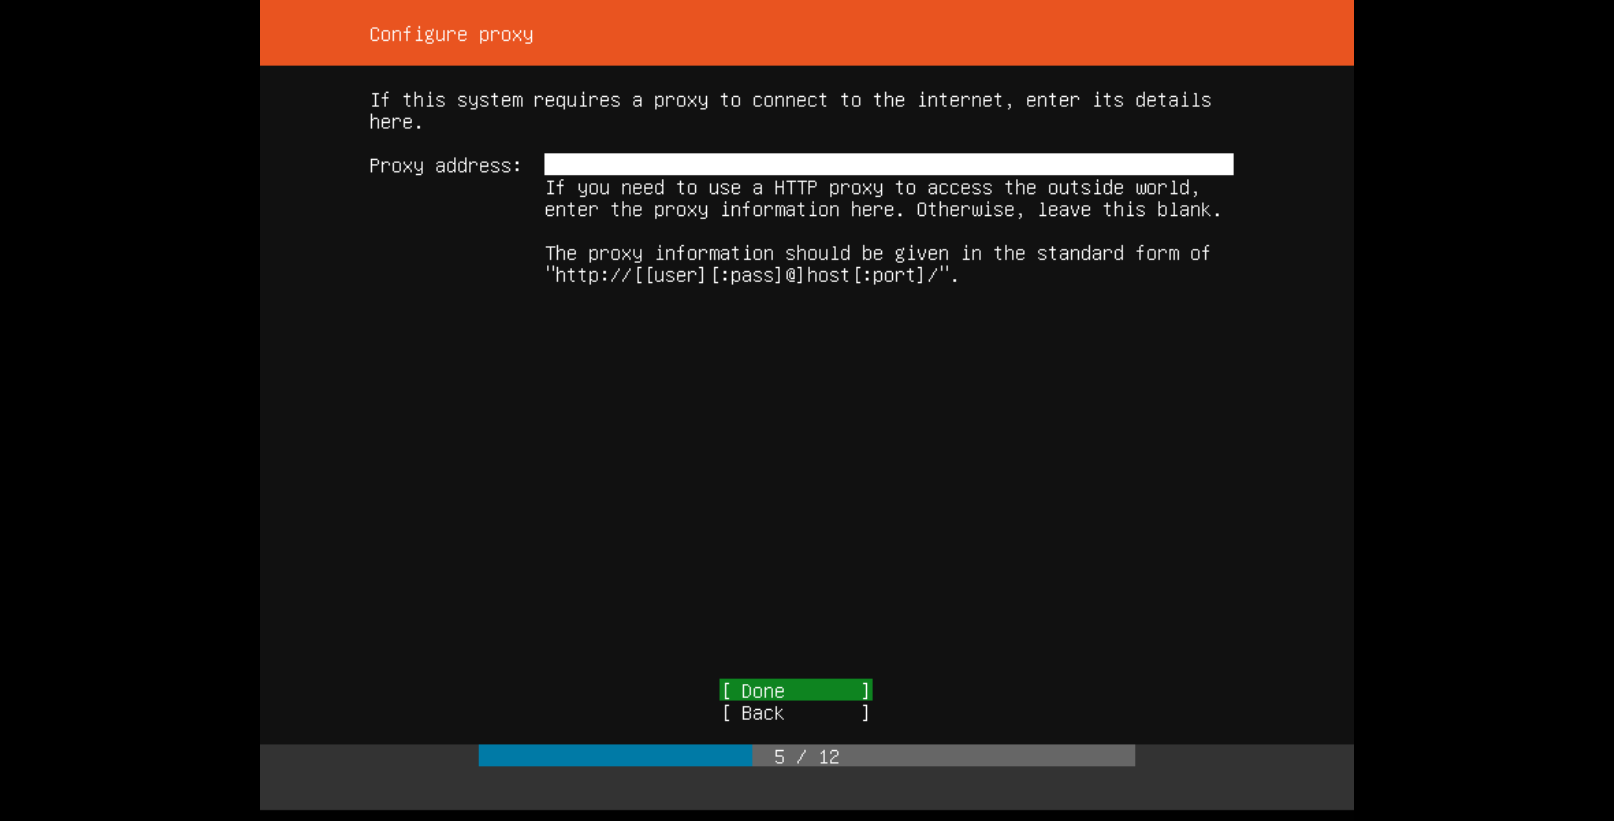 Configure proxy
If this system requires a proxy to connect to the internet, enter its details
here.
Proxy address:
If you need to use a HTTP proxy to access the outside world,
enter the proxy information here. Otherwise, leave this blank.
The proxy information should be given in the standard form of
"http://[[user][:pass]@]host[:port]/".
[ Done ]
[ Back ]
5 / 12